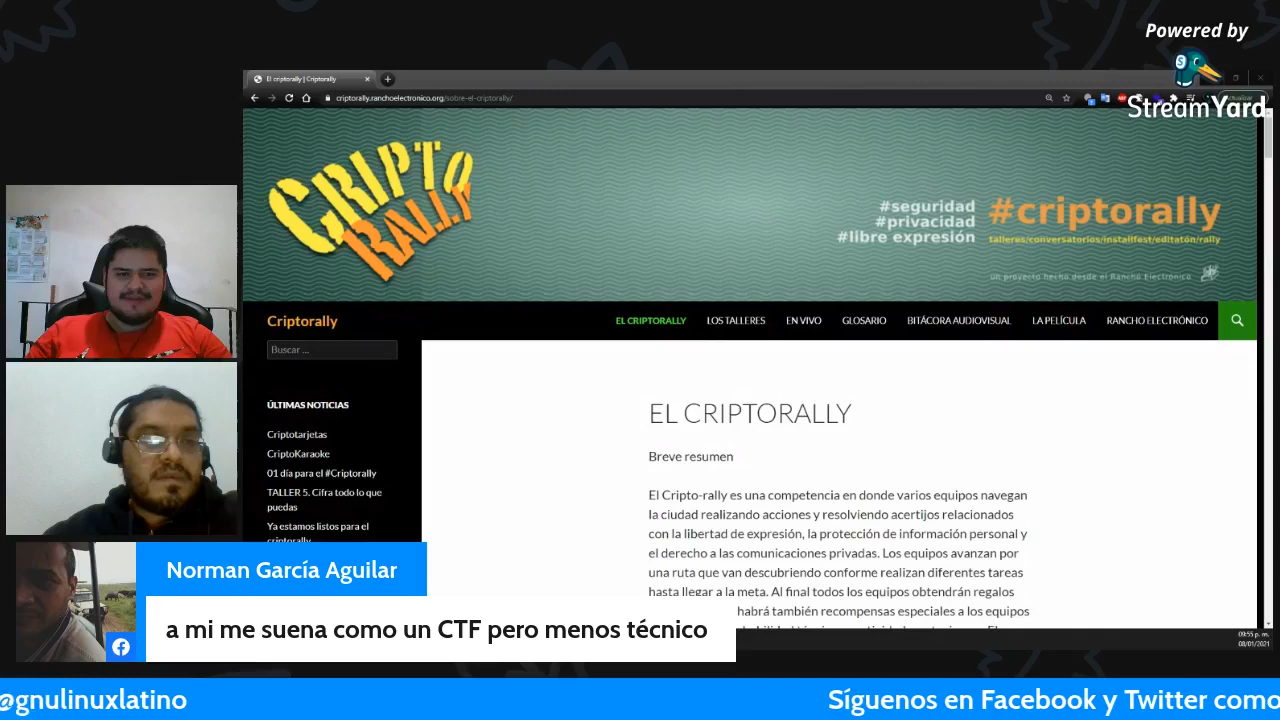 Powered by
StreamYard
El criptorally | Criptorally
criptorally.ranchoelectronico.org/sobre-el-criptorally/
CRIPTO
RALLY
#seguridad
#privacidad
#libre expresión
#criptorally
talleres/conversatorios/installfest/editatón/rally
un proyecto hecho desde el Rancho Electrónico
Criptorally
EL CRIPTORALLY
LOS TALLERES
EN VIVO
GLOSARIO
BITÁCORA AUDIOVISUAL
LA PELÍCULA
RANCHO ELECTRÓNICO
Buscar ...
ÚLTIMAS NOTICIAS
Criptotarjetas
CriptoKaraoke
01 día para el #Criptorally
TALLER 5. Cifra todo lo que
puedas
Ya estamos listos para el
criptorally
EL CRIPTORALLY
Breve resumen
El Cripto-rally es una competencia en donde varios equipos navegan
la ciudad realizando acciones y resolviendo acertijos relacionados
con la libertad de expresión, la protección de información personal y
el derecho a las comunicaciones privadas. Los equipos avanzan por
una ruta que van descubriendo conforme realizan diferentes tareas
hasta llegar a la meta. Al final todos los equipos obtendrán regalos
habrá también recompensas especiales a los equipos
Norman García Aguilar
a mi me suena como un CTF pero menos técnico
09:55 p. m.
08/01/2021
@gnulinuxlatino
Síguenos en Facebook y Twitter como